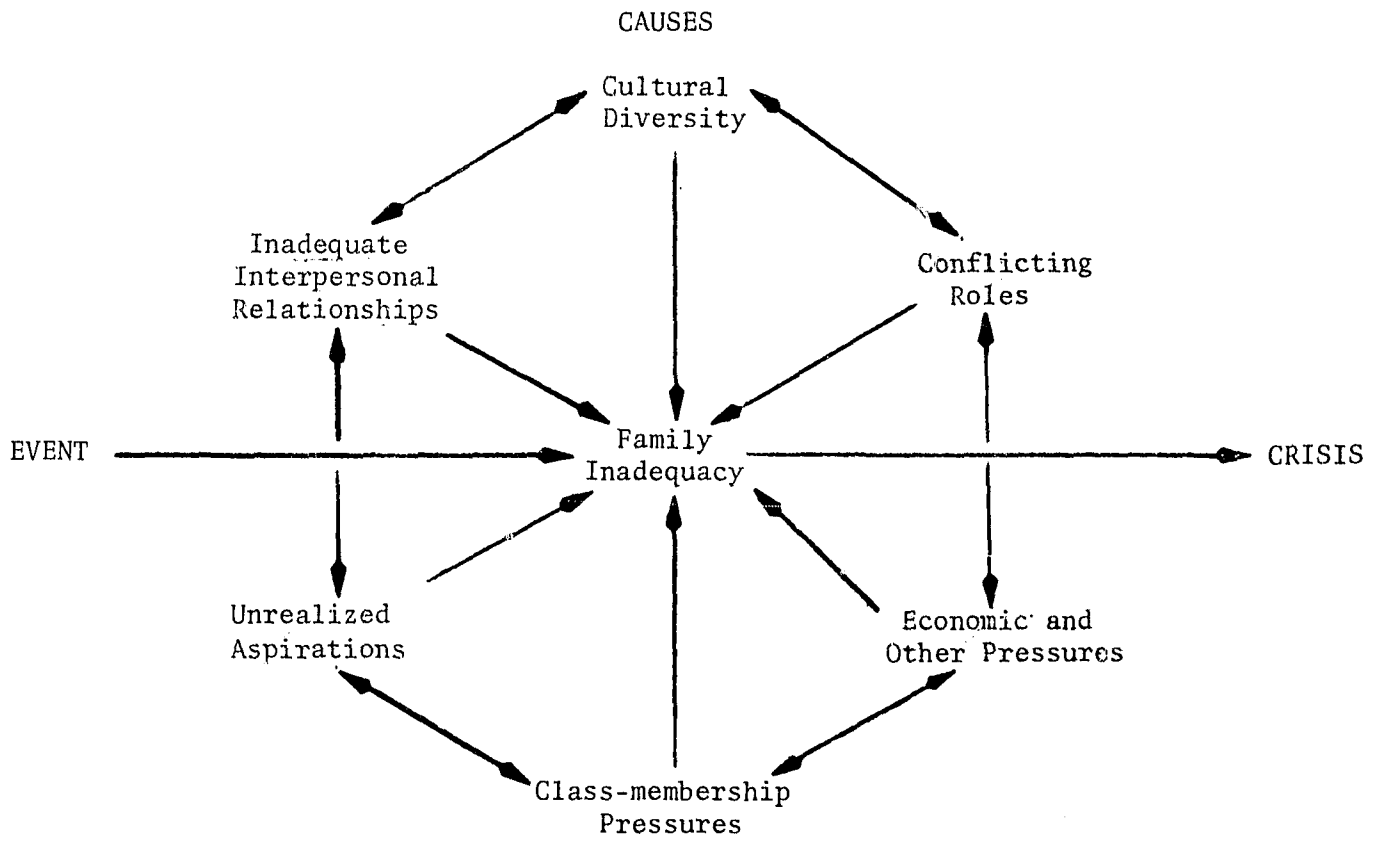 CAUSES
Cultural
Diversity
Inadequate
Interpersonal
Relationships
Conflicting
Roles
EVENT
Family
Inadequacy
CRISIS
Unrealized
Aspirations
Economic and
Other Pressures
Class-membership
Pressures